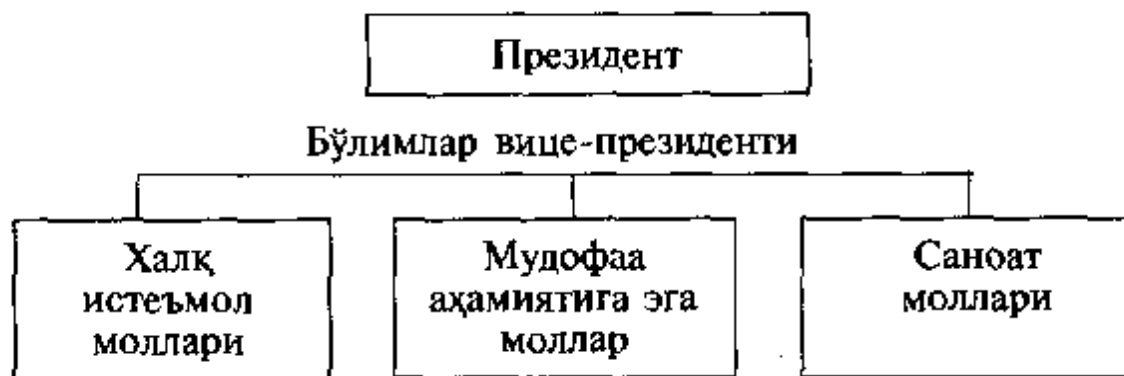 Президент
Бўлимлар вице-президенти
Халқ
истеъмол
моллари
Мудофаа
аҳамиятига эга
моллар
Саноат
моллари